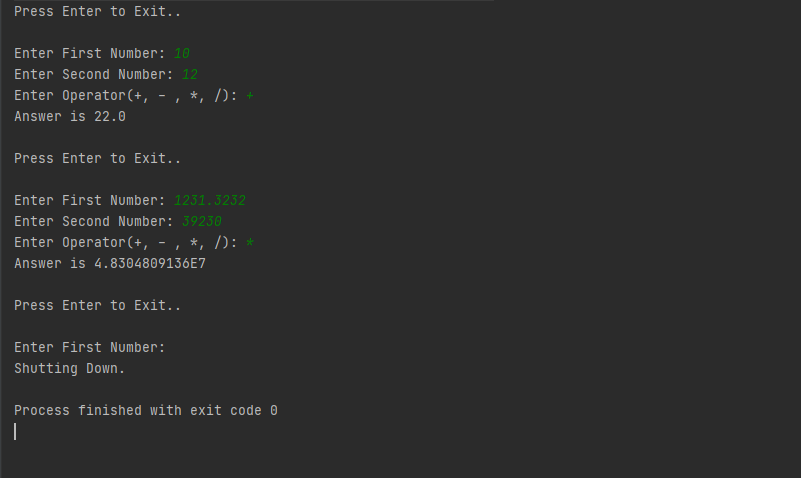 Press Enter to Exit..
Enter First Number: 10
Enter Second Number: 12
Enter Operator(+, - , *, /): +
Answer is 22.0
Press Enter to Exit..
Enter First Number: 1231.3232
Enter Second Number: 39230
Enter Operator(+, - , *, /): *
Answer is 4.8304809136E7
Press Enter to Exit..
Enter First Number:
Shutting Down.
Process finished with exit code 0